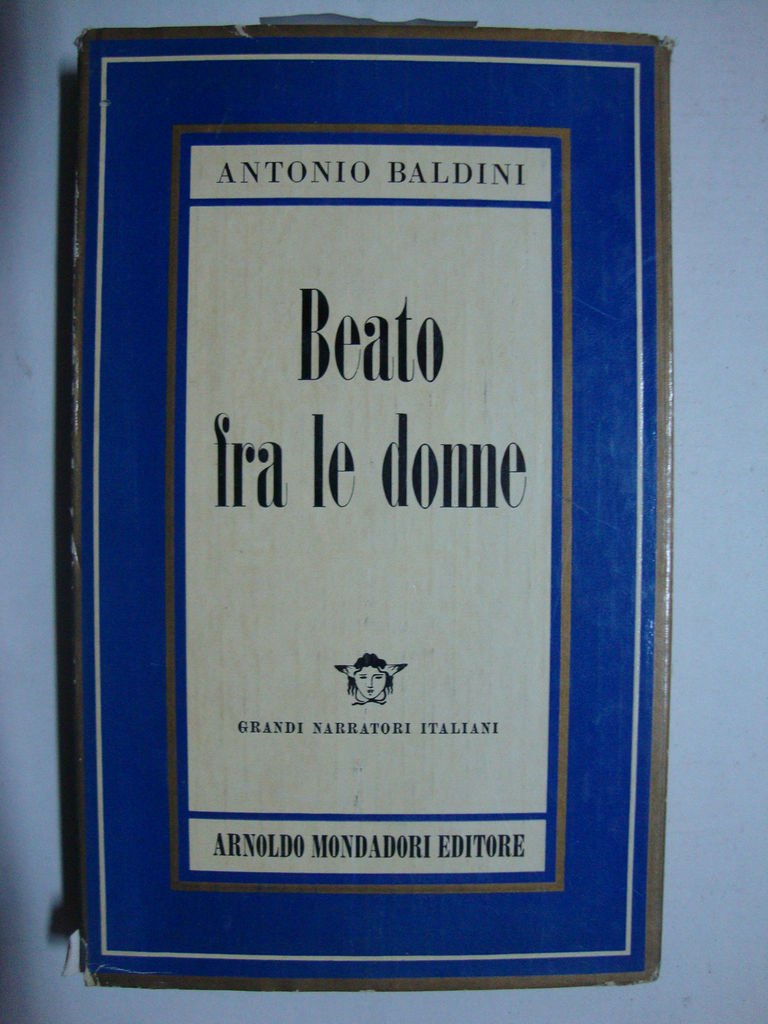 ANTONIO BALDINI
Beato
fra le donne
GRANDI NARRATORI ITALIANI
ARNOLDO MONDADORI EDITORE